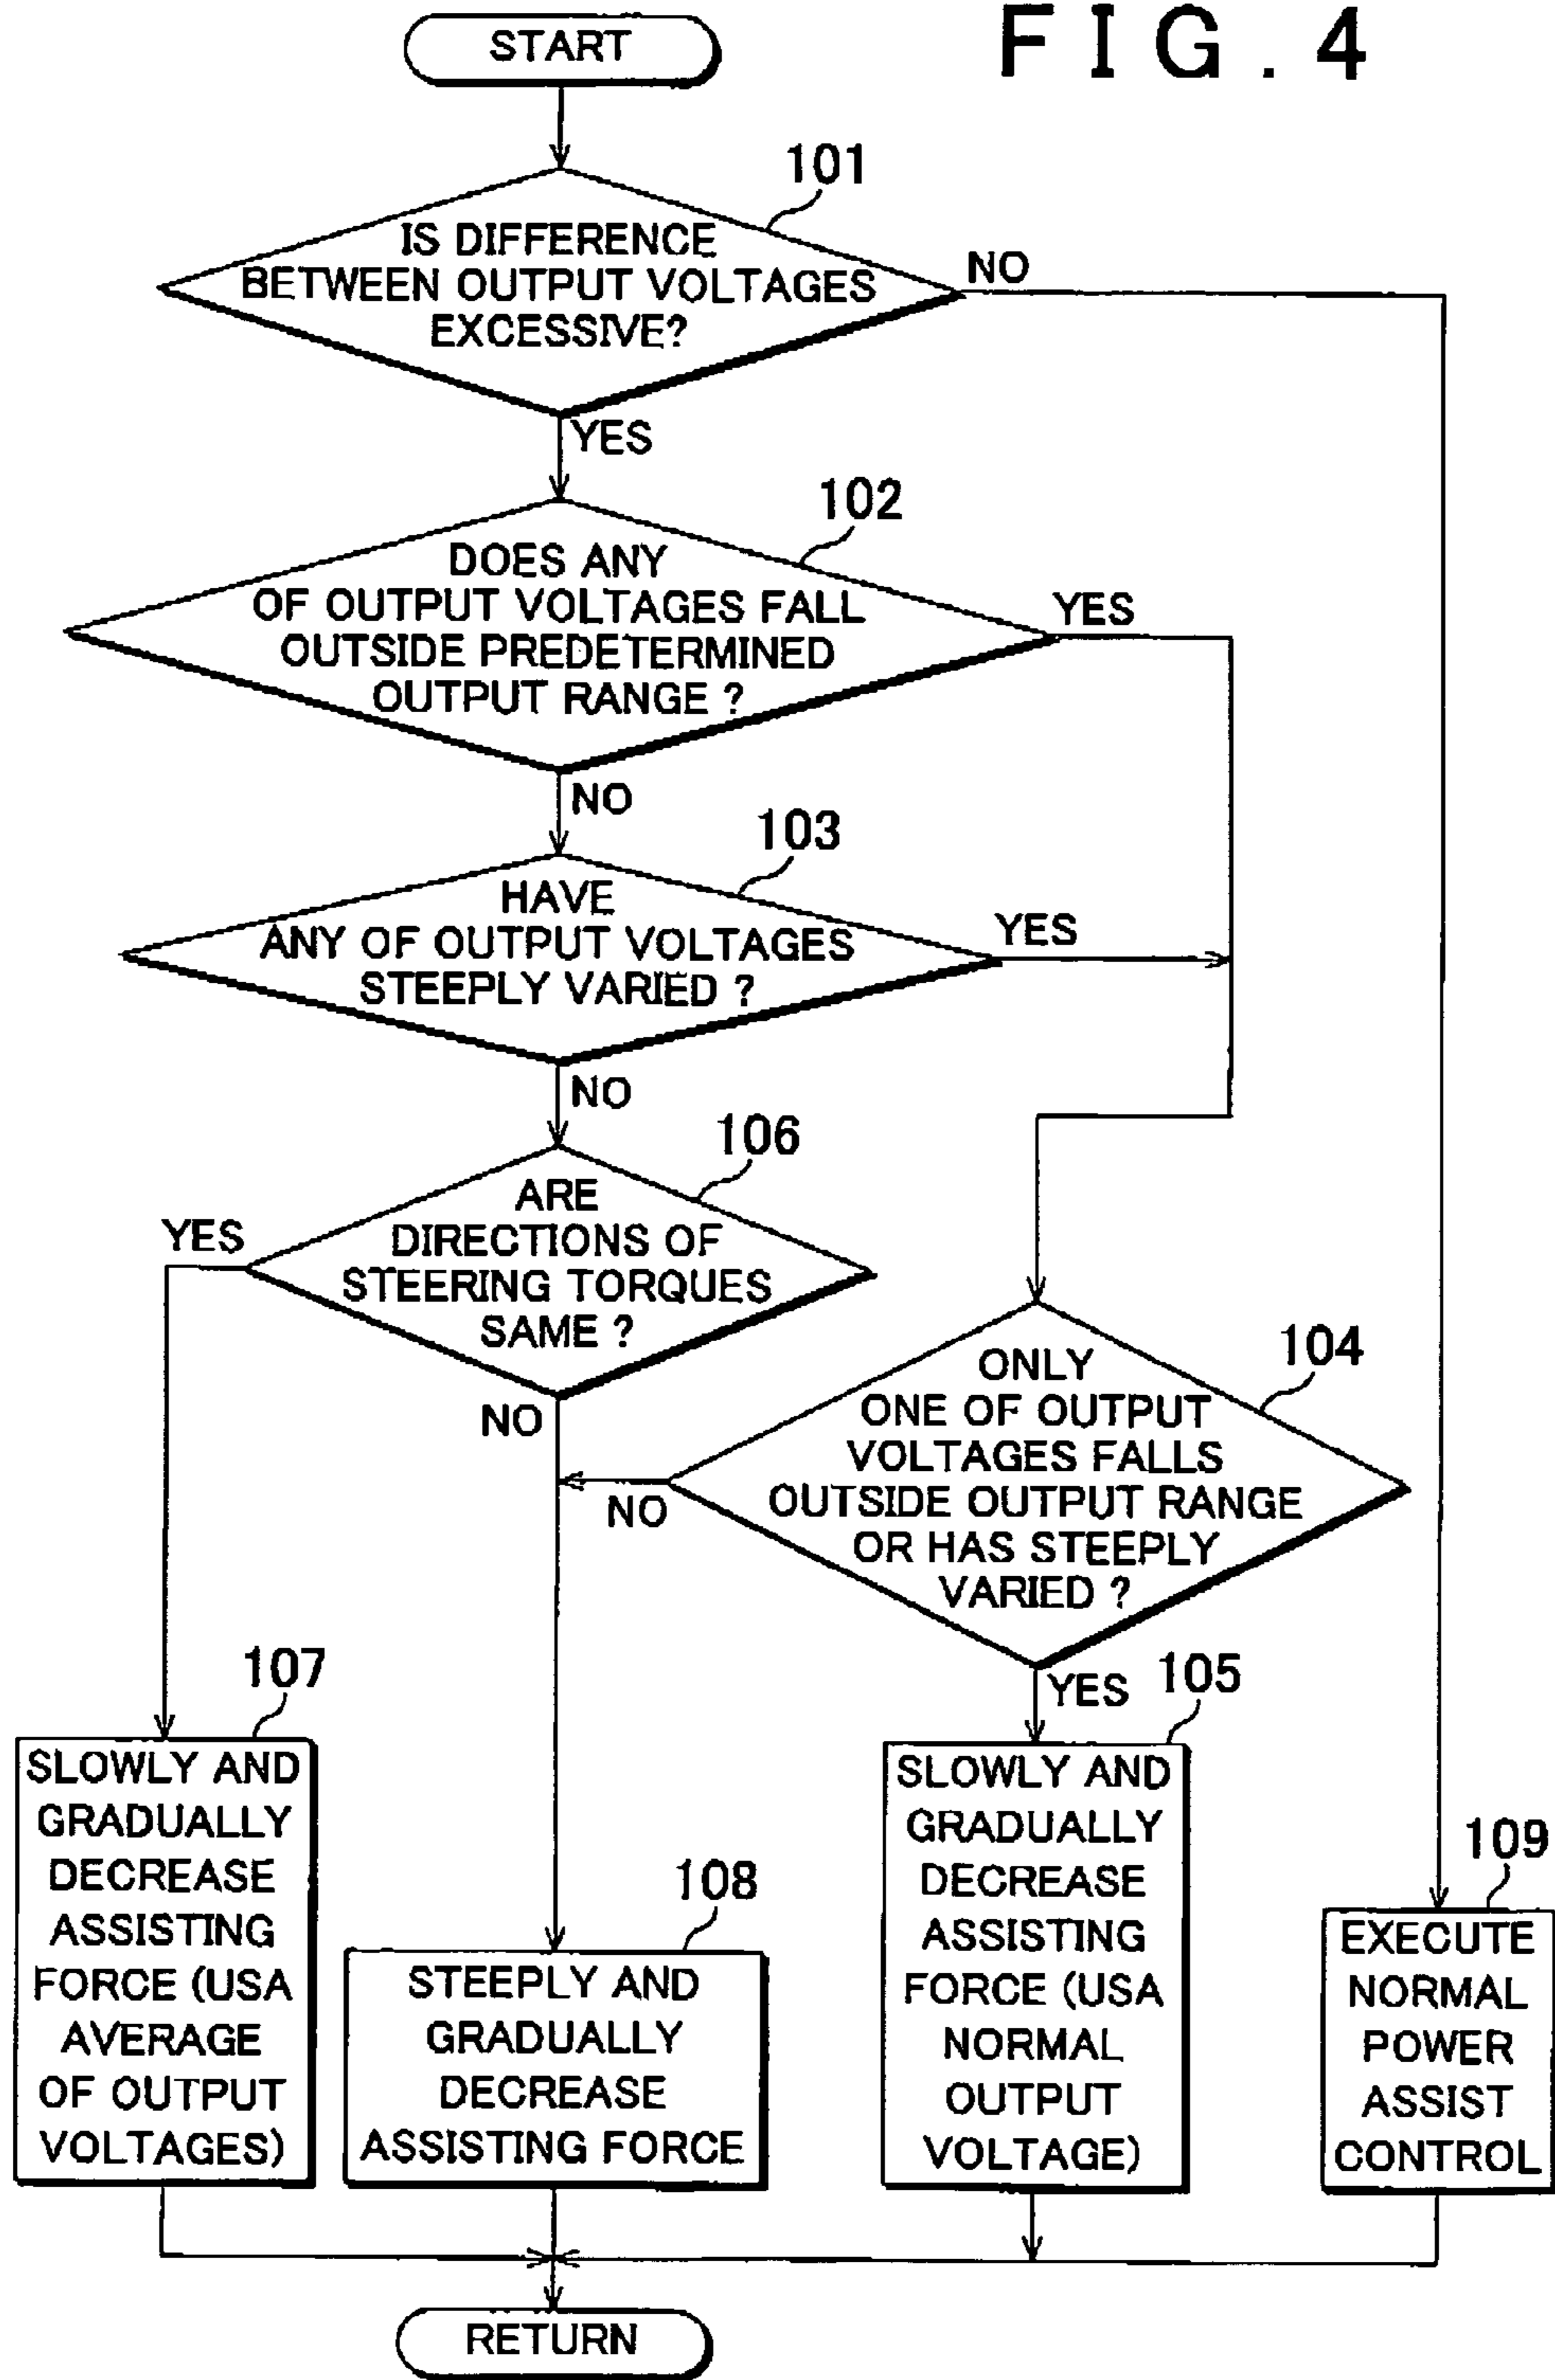 FIG. 4
START
101
IS DIFFERENCE
BETWEEN OUTPUT VOLTAGES
EXCESSIVE?
NO
YES
102
DOES ANY
OF OUTPUT VOLTAGES FALL
OUTSIDE PREDETERMINED
OUTPUT RANGE ?
YES
NO
103
HAVE
ANY OF OUTPUT VOLTAGES
STEEPLY VARIED ?
YES
NO
106
ARE
DIRECTIONS OF
STEERING TORQUES
SAME ?
YES
NO
104
ONLY
ONE OF OUTPUT
VOLTAGES FALLS
OUTSIDE OUTPUT RANGE
OR HAS STEEPLY
VARIED ?
NO
YES
107
SLOWLY AND
GRADUALLY
DECREASE
ASSISTING
FORCE (USA
AVERAGE
OF OUTPUT
VOLTAGES)
108
STEEPLY AND
GRADUALLY
DECREASE
ASSISTING FORCE
105
SLOWLY AND
GRADUALLY
DECREASE
ASSISTING
FORCE (USA
NORMAL
OUTPUT
VOLTAGE)
109
EXECUTE
NORMAL
POWER
ASSIST
CONTROL
RETURN